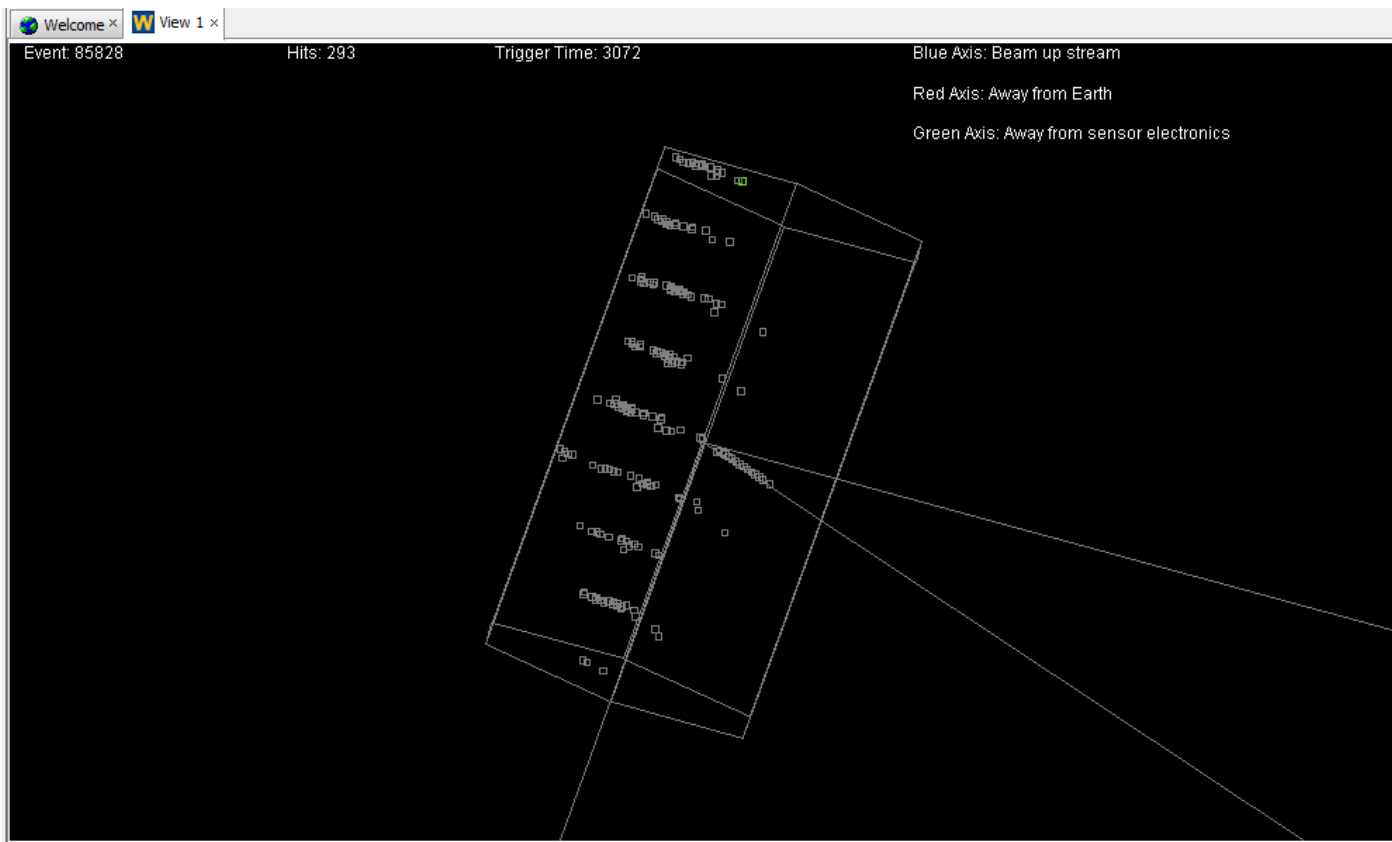 Welcome
W View 1
Event: 85828 Hits: 293 Trigger Time: 3072 Blue Axis: Beam up stream
Red Axis: Away from Earth
Green Axis: Away from sensor electronics